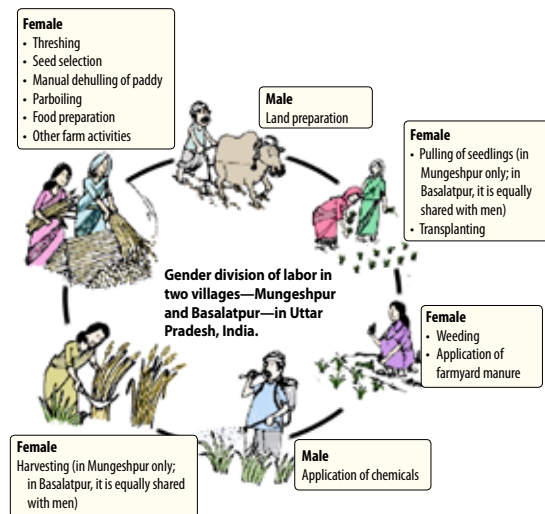 Female
• Threshing
• Seed selection
• Manual dehulling of paddy
• Parboiling
• Food preparation
• Other farm activities
Male
Land preparation
Female
• Pulling of seedlings (in
Mungeshpur only; in
Basalatpur, it is equally
shared with men)
• Transplanting
Gender division of labor in
two villages—Mungeshpur
and Basalatpur—in Uttar
Pradesh, India.
Female
• Weeding
• Application of
farmyard manure
Female
Harvesting (in Mungeshpur only;
in Basalatpur, it is equally shared
with men)
Male
Application of chemicals